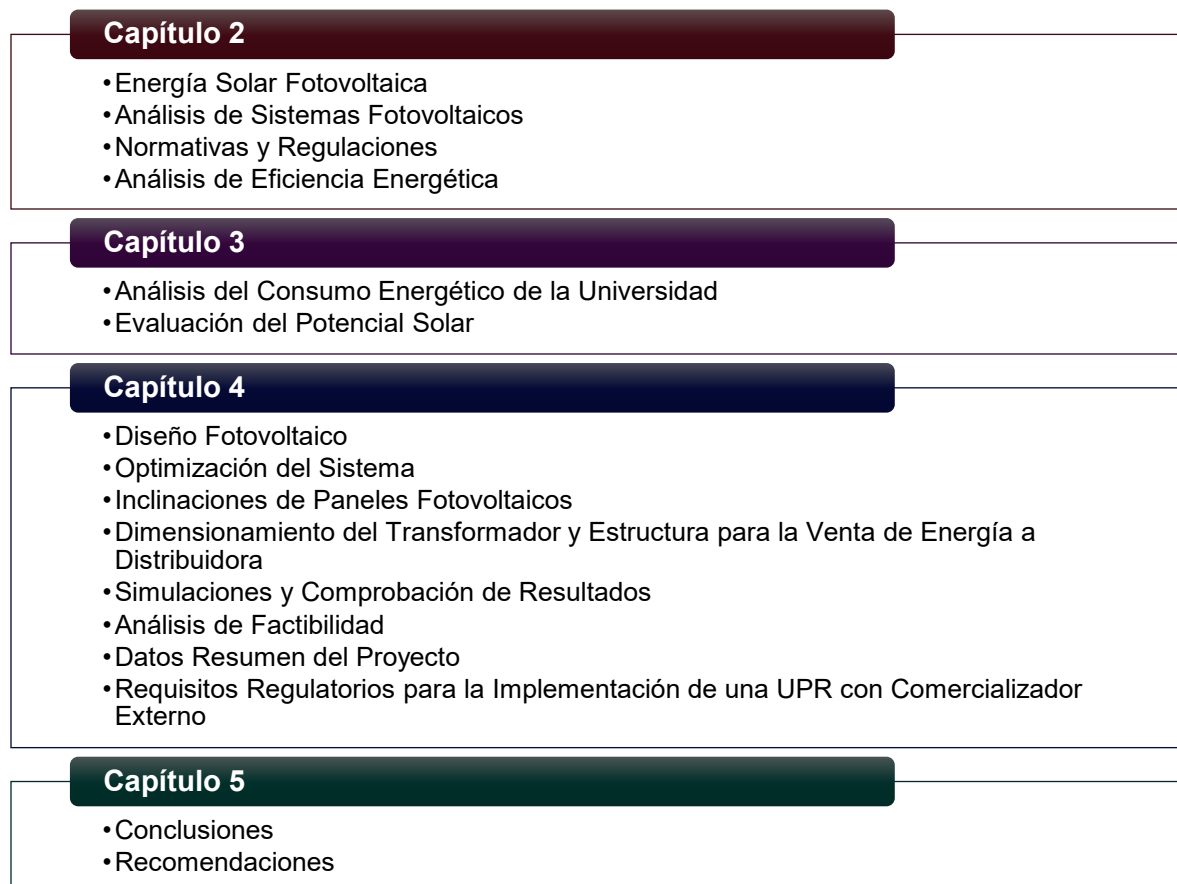 Capítulo 2
•Energía Solar Fotovoltaica
•Análisis de Sistemas Fotovoltaicos
•Normativas y Regulaciones
•Análisis de Eficiencia Energética
Capítulo 3
•Análisis del Consumo Energético de la Universidad
•Evaluación del Potencial Solar
Capítulo 4
•Diseño Fotovoltaico
•Optimización del Sistema
•Inclinaciones de Paneles Fotovoltaicos
•Dimensionamiento del Transformador y Estructura para la Venta de Energía a
Distribuidora
•Simulaciones y Comprobación de Resultados
•Análisis de Factibilidad
•Datos Resumen del Proyecto
•Requisitos Regulatorios para la Implementación de una UPR con Comercializador
Externo
Capítulo 5
•Conclusiones
•Recomendaciones